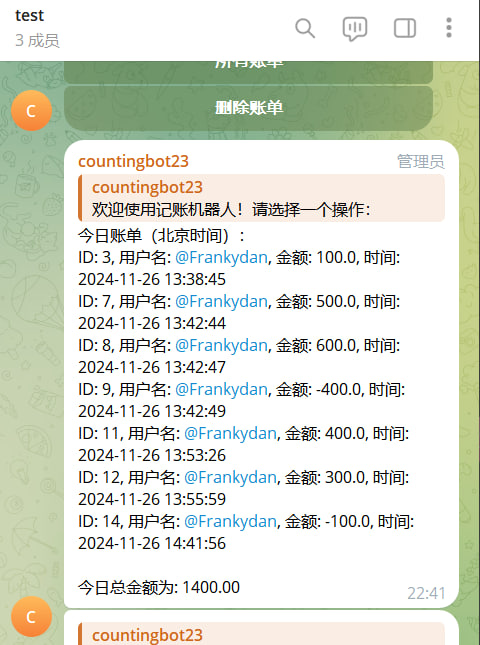 test
3 成员
所有账单
删除账单
countingbot23 管理员
countingbot23
欢迎使用记账机器人！请选择一个操作：
今日账单（北京时间）：
ID: 3, 用户名: @Frankydan, 金额: 100.0, 时间:
2024-11-26 13:38:45
ID: 7, 用户名: @Frankydan, 金额: 500.0, 时间:
2024-11-26 13:42:44
ID: 8, 用户名: @Frankydan, 金额: 600.0, 时间:
2024-11-26 13:42:47
ID: 9, 用户名: @Frankydan, 金额: -400.0, 时间:
2024-11-26 13:42:49
ID: 11, 用户名: @Frankydan, 金额: 400.0, 时间:
2024-11-26 13:53:26
ID: 12, 用户名: @Frankydan, 金额: 300.0, 时间:
2024-11-26 13:55:59
ID: 14, 用户名: @Frankydan, 金额: -100.0, 时间:
2024-11-26 14:41:56
今日总金额为: 1400.00
22:41
C
C
countingbot23